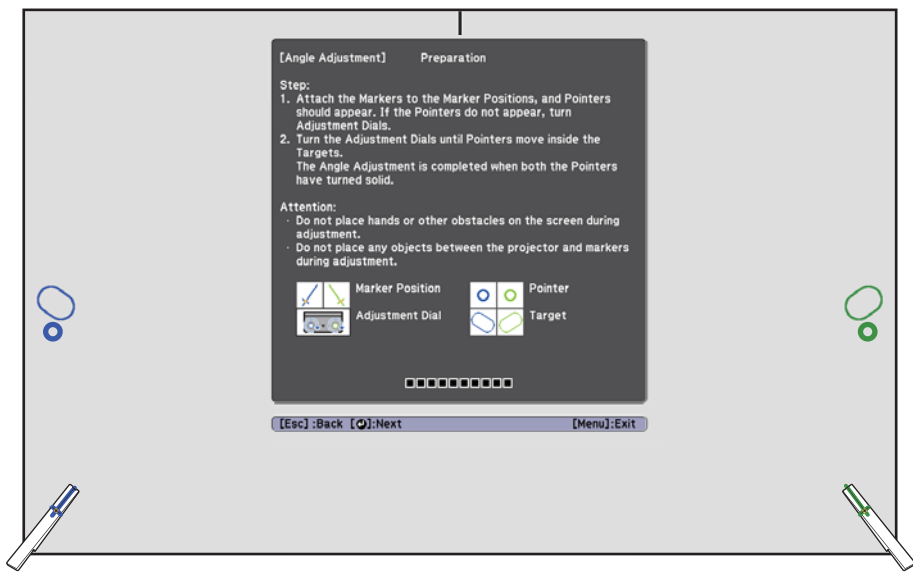 [Angle Adjustment] Preparation
Step:
1. Attach the Markers to the Marker Positions, and Pointers
should appear. If the Pointers do not appear, turn
Adjustment Dials.
2. Turn the Adjustment Dials until Pointers move inside the
Targets.
The Angle Adjustment is completed when both the Pointers
have turned solid.
Attention:
· Do not place hands or other obstacles on the screen during
adjustment.
· Do not place any objects between the projector and markers
during adjustment.
Marker Position Pointer
Adjustment Dial Target
[Esc] :Back [⏎]:Next [Menu]:Exit